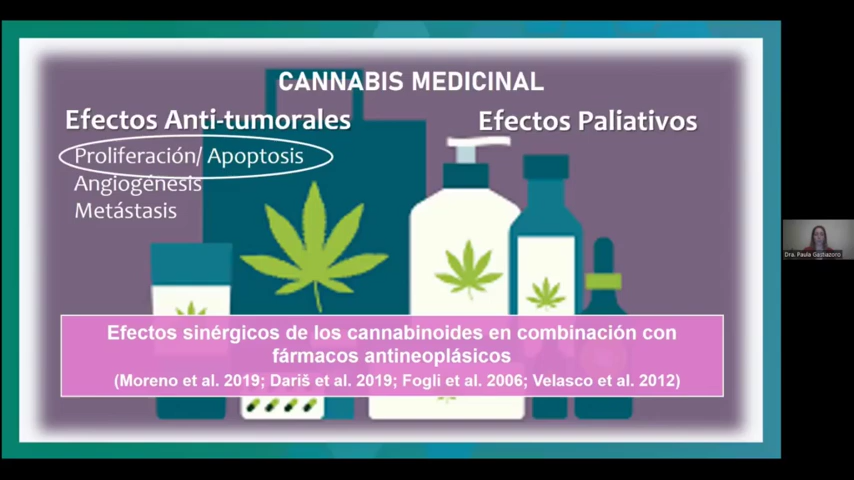 CANNABIS MEDICINAL
Efectos Anti-tumorales
Efectos Paliativos
Proliferación/ Apoptosis
Angiogénesis
Metástasis
Efectos sinérgicos de los cannabinoides en combinación con
fármacos antineoplásicos
(Moreno et al. 2019; Dariš et al. 2019; Fogli et al. 2006; Velasco et al. 2012)
Dra. Paula